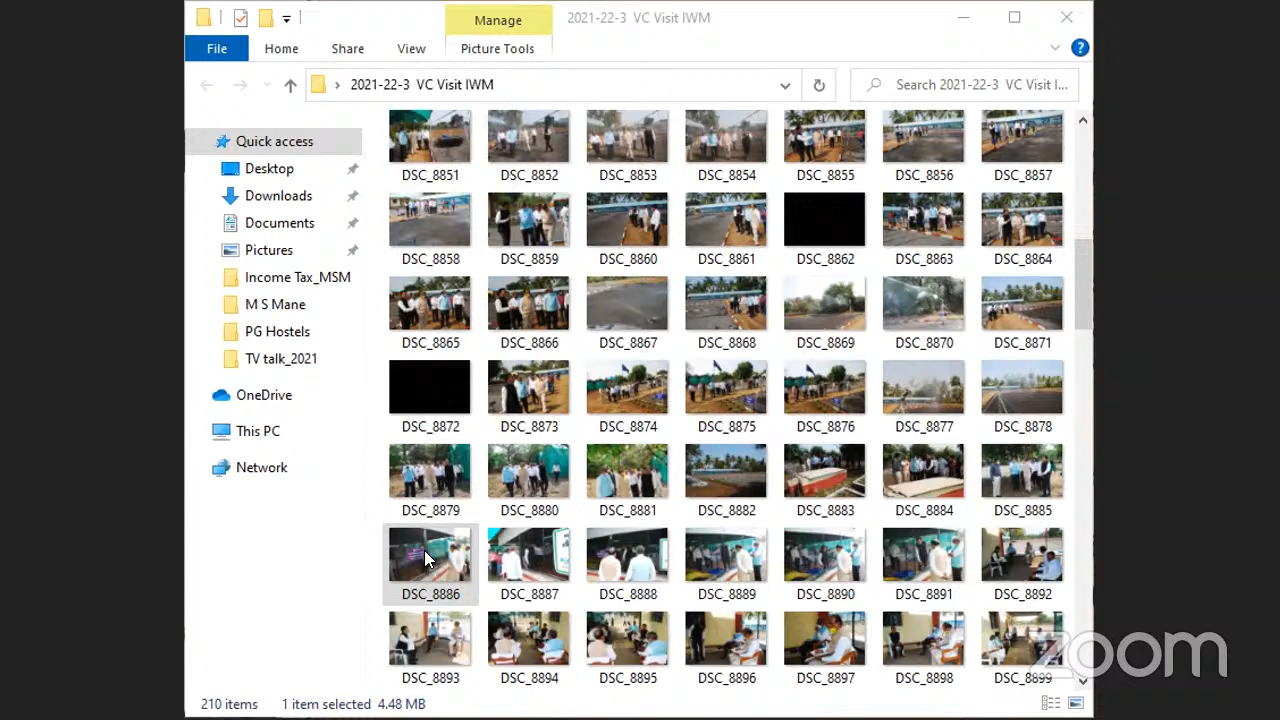 Manage
2021-22-3 VC Visit IWM
File
Home
Share
View
Picture Tools
2021-22-3 VC Visit IWM
Search 2021-22-3 VC Visit I...
Quick access
Desktop
Downloads
Documents
Pictures
Income Tax_MSM
M S Mane
PG Hostels
TV talk_2021
OneDrive
This PC
Network
DSC_8851 DSC_8852 DSC_8853 DSC_8854 DSC_8855 DSC_8856 DSC_8857
DSC_8858 DSC_8859 DSC_8860 DSC_8861 DSC_8862 DSC_8863 DSC_8864
DSC_8865 DSC_8866 DSC_8867 DSC_8868 DSC_8869 DSC_8870 DSC_8871
DSC_8872 DSC_8873 DSC_8874 DSC_8875 DSC_8876 DSC_8877 DSC_8878
DSC_8879 DSC_8880 DSC_8881 DSC_8882 DSC_8883 DSC_8884 DSC_8885
DSC_8886 DSC_8887 DSC_8888 DSC_8889 DSC_8890 DSC_8891 DSC_8892
DSC_8893 DSC_8894 DSC_8895 DSC_8896 DSC_8897 DSC_8898 DSC_8899
zoom
210 items
1 item selected 4.48 MB